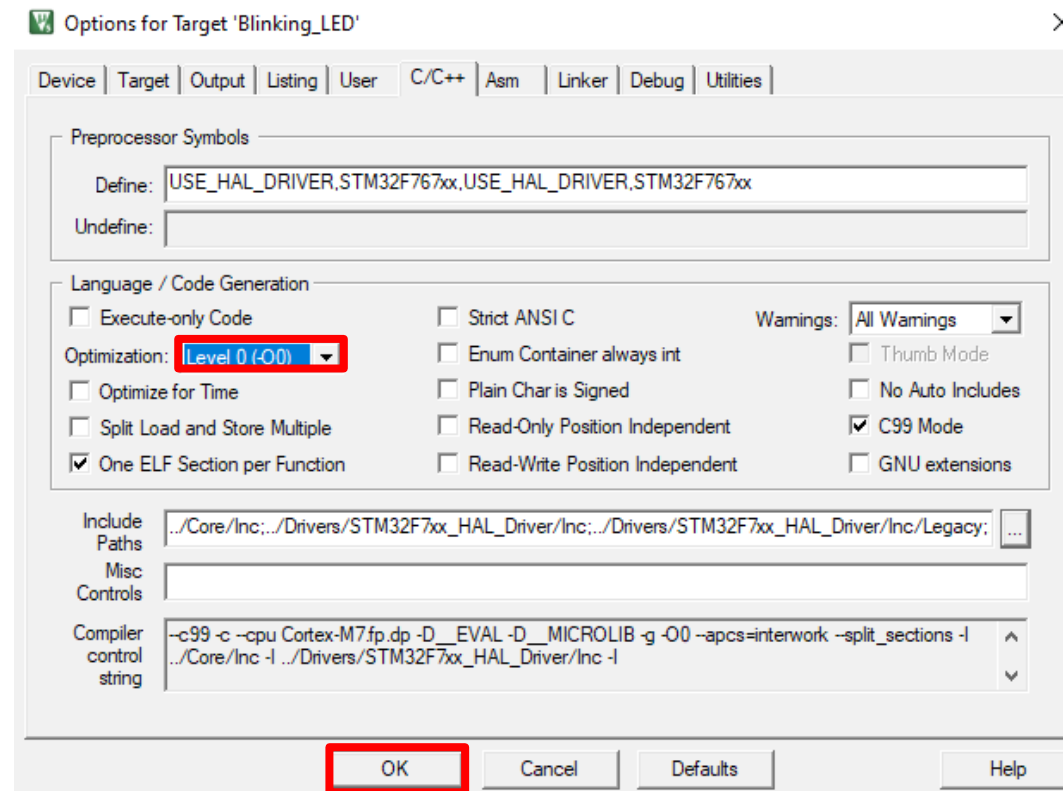 Options for Target 'Blinking_LED'
Device Target Output Listing User C/C++ Asm Linker Debug Utilities
Preprocessor Symbols
Define: USE_HAL_DRIVER,STM32F767xx,USE_HAL_DRIVER,STM32F767xx
Undefine:
Language / Code Generation
Execute-only Code Strict ANSI C Warnings: All Warnings
Optimization: Level 0 (-O0) Enum Container always int Thumb Mode
Optimize for Time Plain Char is Signed No Auto Includes
Split Load and Store Multiple Read-Only Position Independent C99 Mode
One ELF Section per Function Read-Write Position Independent GNU extensions
Include Paths ../Core/Inc;../Drivers/STM32F7xx_HAL_Driver/Inc;../Drivers/STM32F7xx_HAL_Driver/Inc/Legacy; ...
Misc Controls
Compiler control string --c99 -c --cpu Cortex-M7.fp.dp -D__EVAL -D__MICROLIB -g -O0 --apcs=interwork --split_sections -I
../Core/Inc -I ../Drivers/STM32F7xx_HAL_Driver/Inc -I
OK Cancel Defaults Help